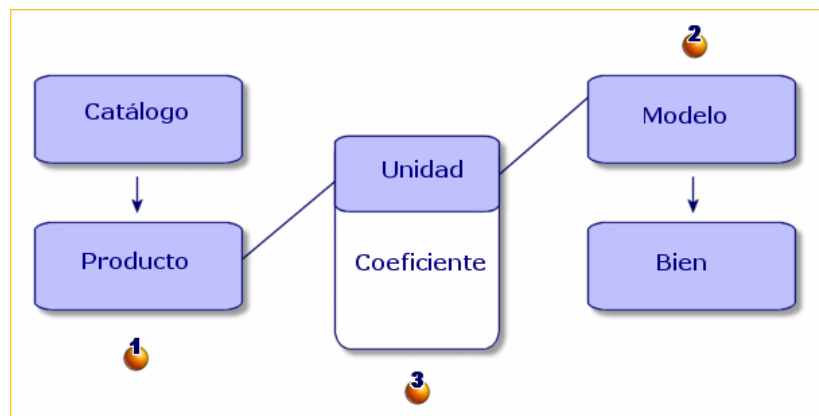 2
Catálogo
Modelo
Unidad
Producto
Coeficiente
Bien
1
3